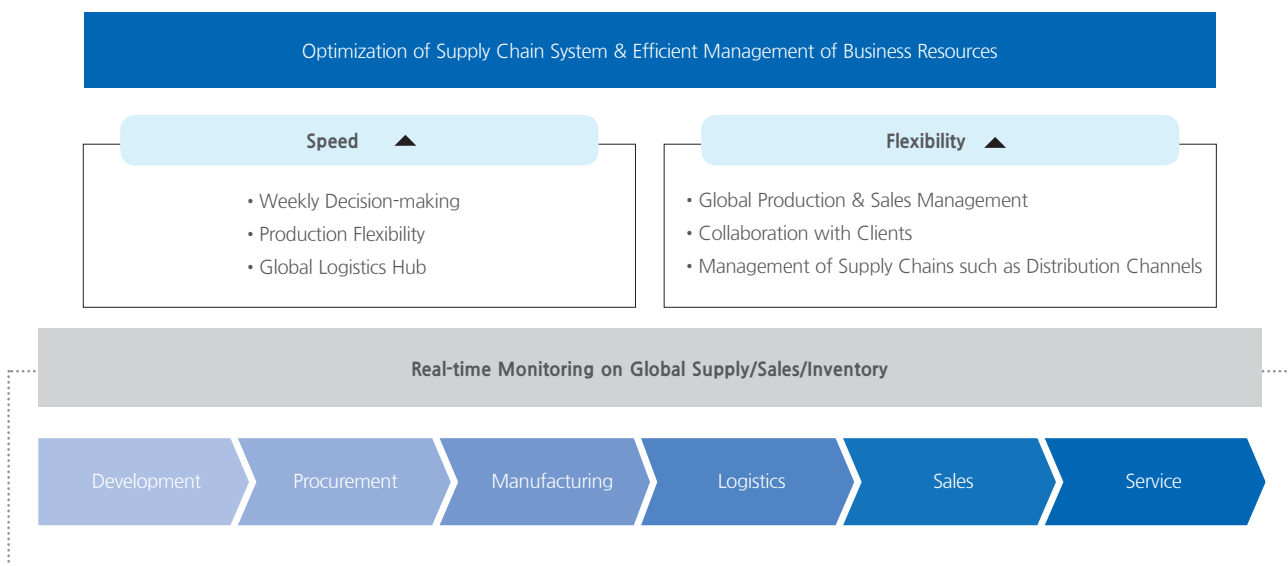 Optimization of Supply Chain System & Efficient Management of Business Resources
Speed ▲
• Weekly Decision-making
• Production Flexibility
• Global Logistics Hub
Flexibility ▲
• Global Production & Sales Management
• Collaboration with Clients
• Management of Supply Chains such as Distribution Channels
Real-time Monitoring on Global Supply/Sales/Inventory
Development
Procurement
Manufacturing
Logistics
Sales
Service